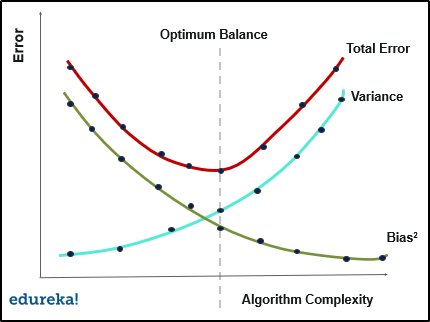 Optimum Balance
Error
Total Error
Variance
Bias²
edureka!
Algorithm Complexity